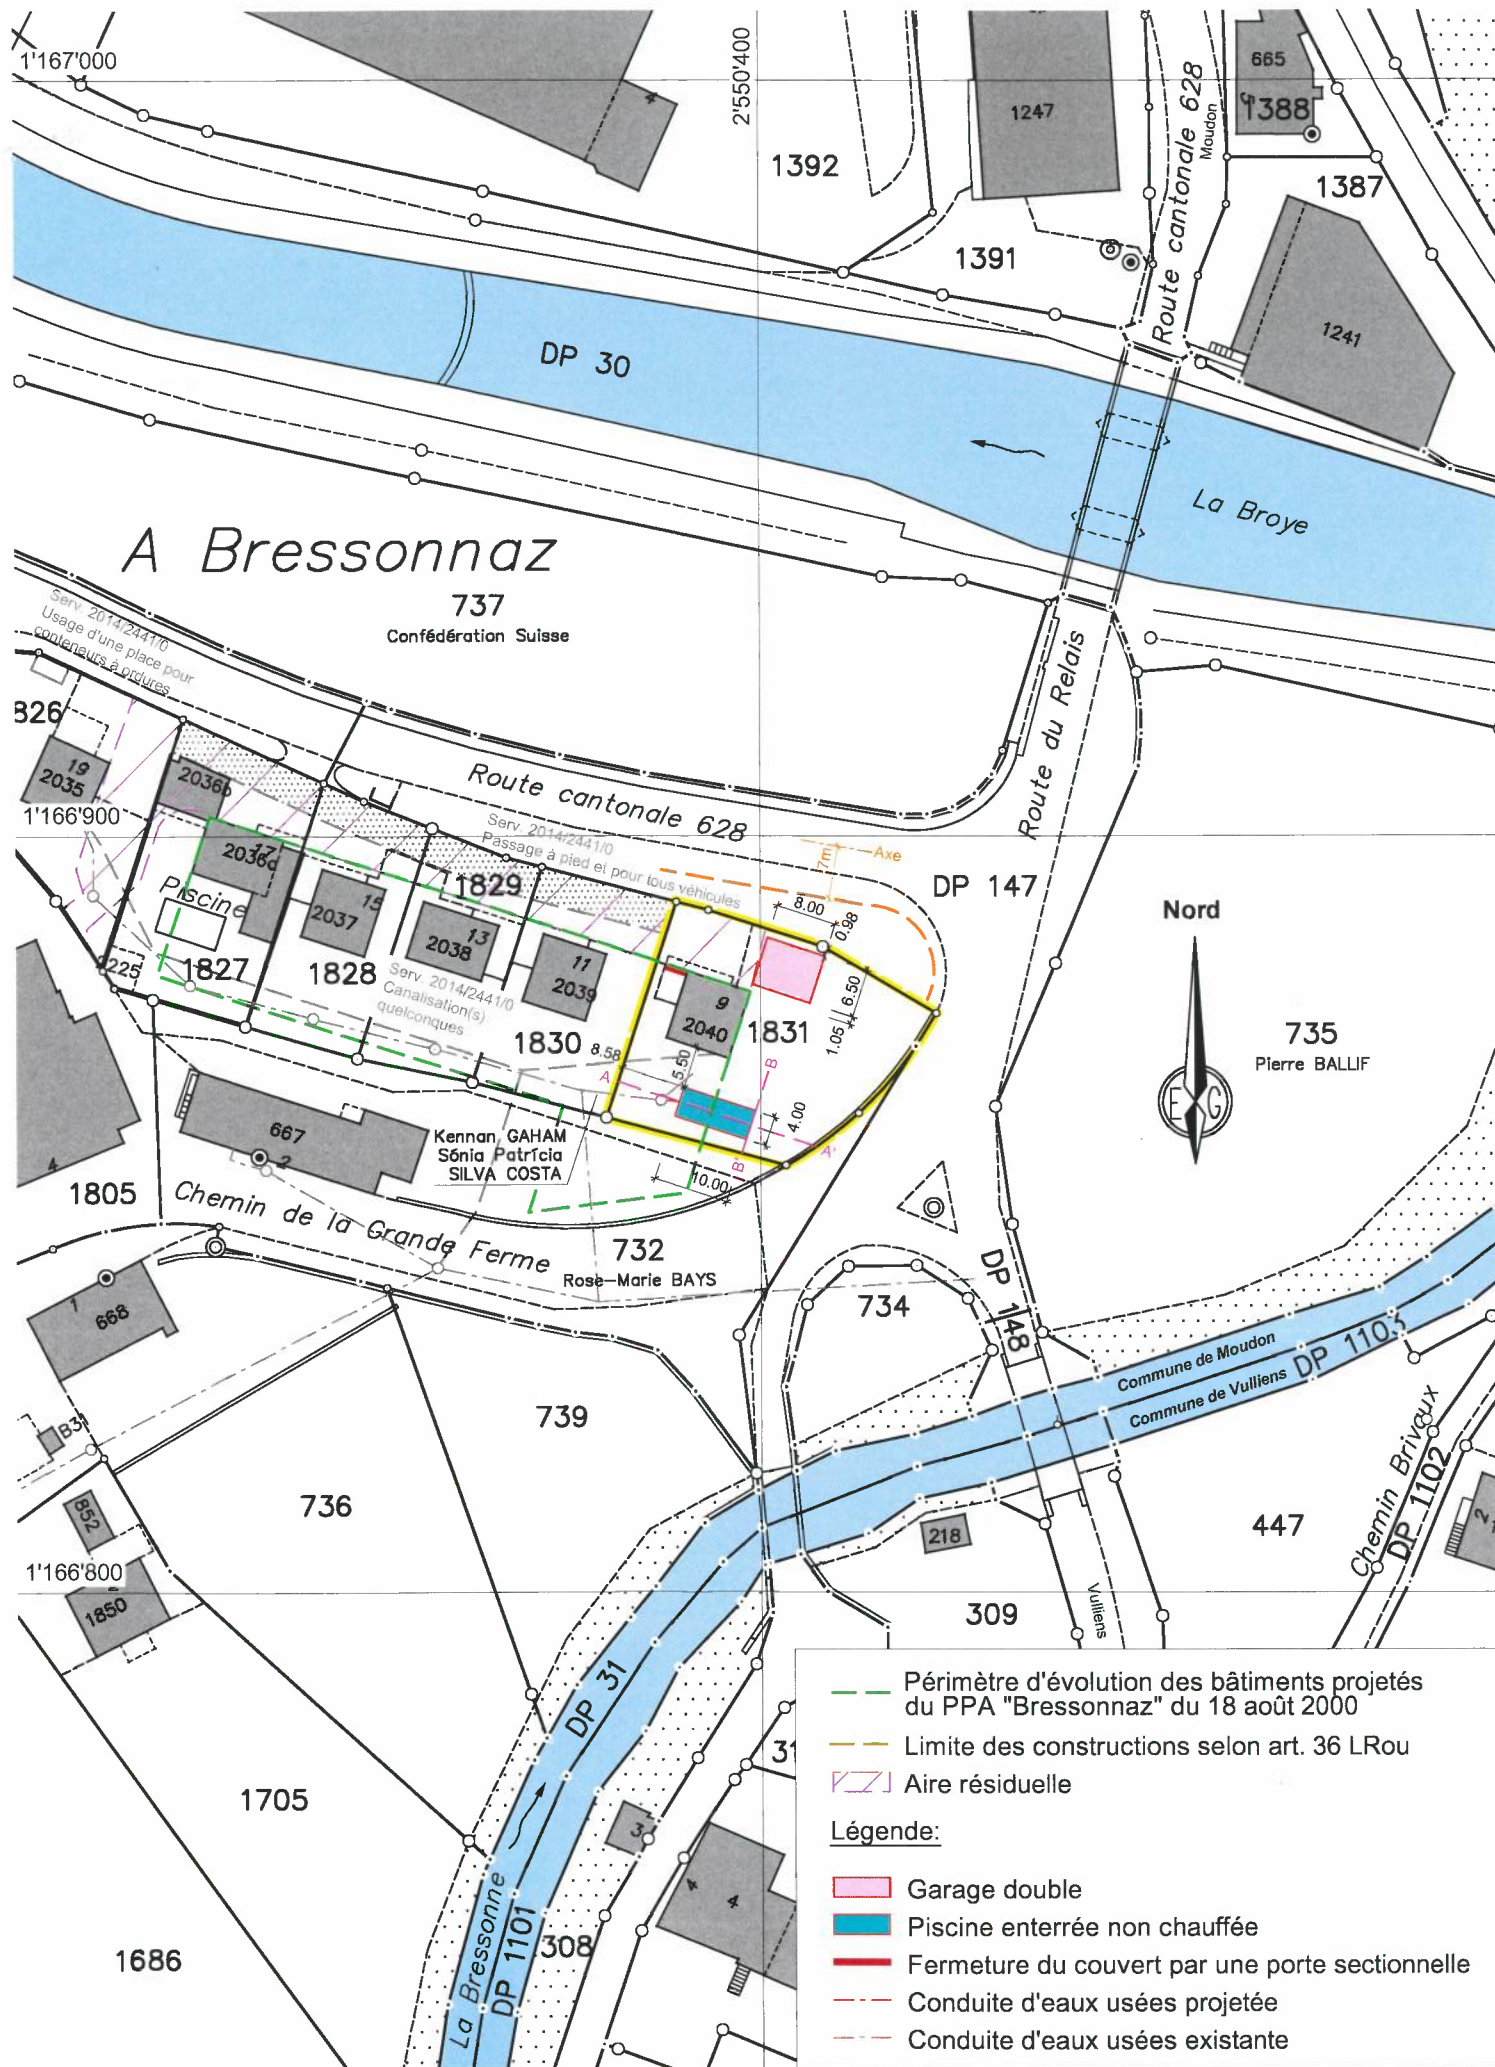 1'167'000
2'550'400
4
1247
Route cantonale 628
Moudon
665
5
1388
1392
1387
1391
1241
DP 30
La Broye
A Bressonnaz
737
Confédération Suisse
Serv. 2014/2441/0
Usage d'une place pour
conteneurs à ordures
Route du Relais
826
19
2035
2036b
Route cantonale 628
1'166'900
17
Serv. 2014/2441/0
Passage à pied et pour tous véhicules
7m
Axe
Piscine
15
2037
1829
DP 147
8.00
0.98
Nord
13
2038
11
2039
225
1827
1828
Serv. 2014/2441/0
Canalisation(s)
quelconques
9
2040
1831
6.50
1.05
735
Pierre BALLIF
1830
8.58
5.50
A
B
4.00
E G
667
2
Kennan GAHAM
Sónia Patrícia
SILVA COSTA
B
A'
10.00
4
1805
Chemin de la Grande Ferme
732
Rose-Marie BAYS
1
668
734
DP 148
Commune de Moudon
DP 1103
Commune de Vulliens
B3
739
736
852
Chemin Brivaux
DP 1102
218
447
2
1'166'800
1850
309
Vulliens
DP 31
31
1705
3
4
4
La Bressonne
DP 1101
308
1686
Périmètre d'évolution des bâtiments projetés
du PPA "Bressonnaz" du 18 août 2000
Limite des constructions selon art. 36 LRou
Aire résiduelle
Légende:
Garage double
Piscine enterrée non chauffée
Fermeture du couvert par une porte sectionnelle
Conduite d'eaux usées projetée
Conduite d'eaux usées existante